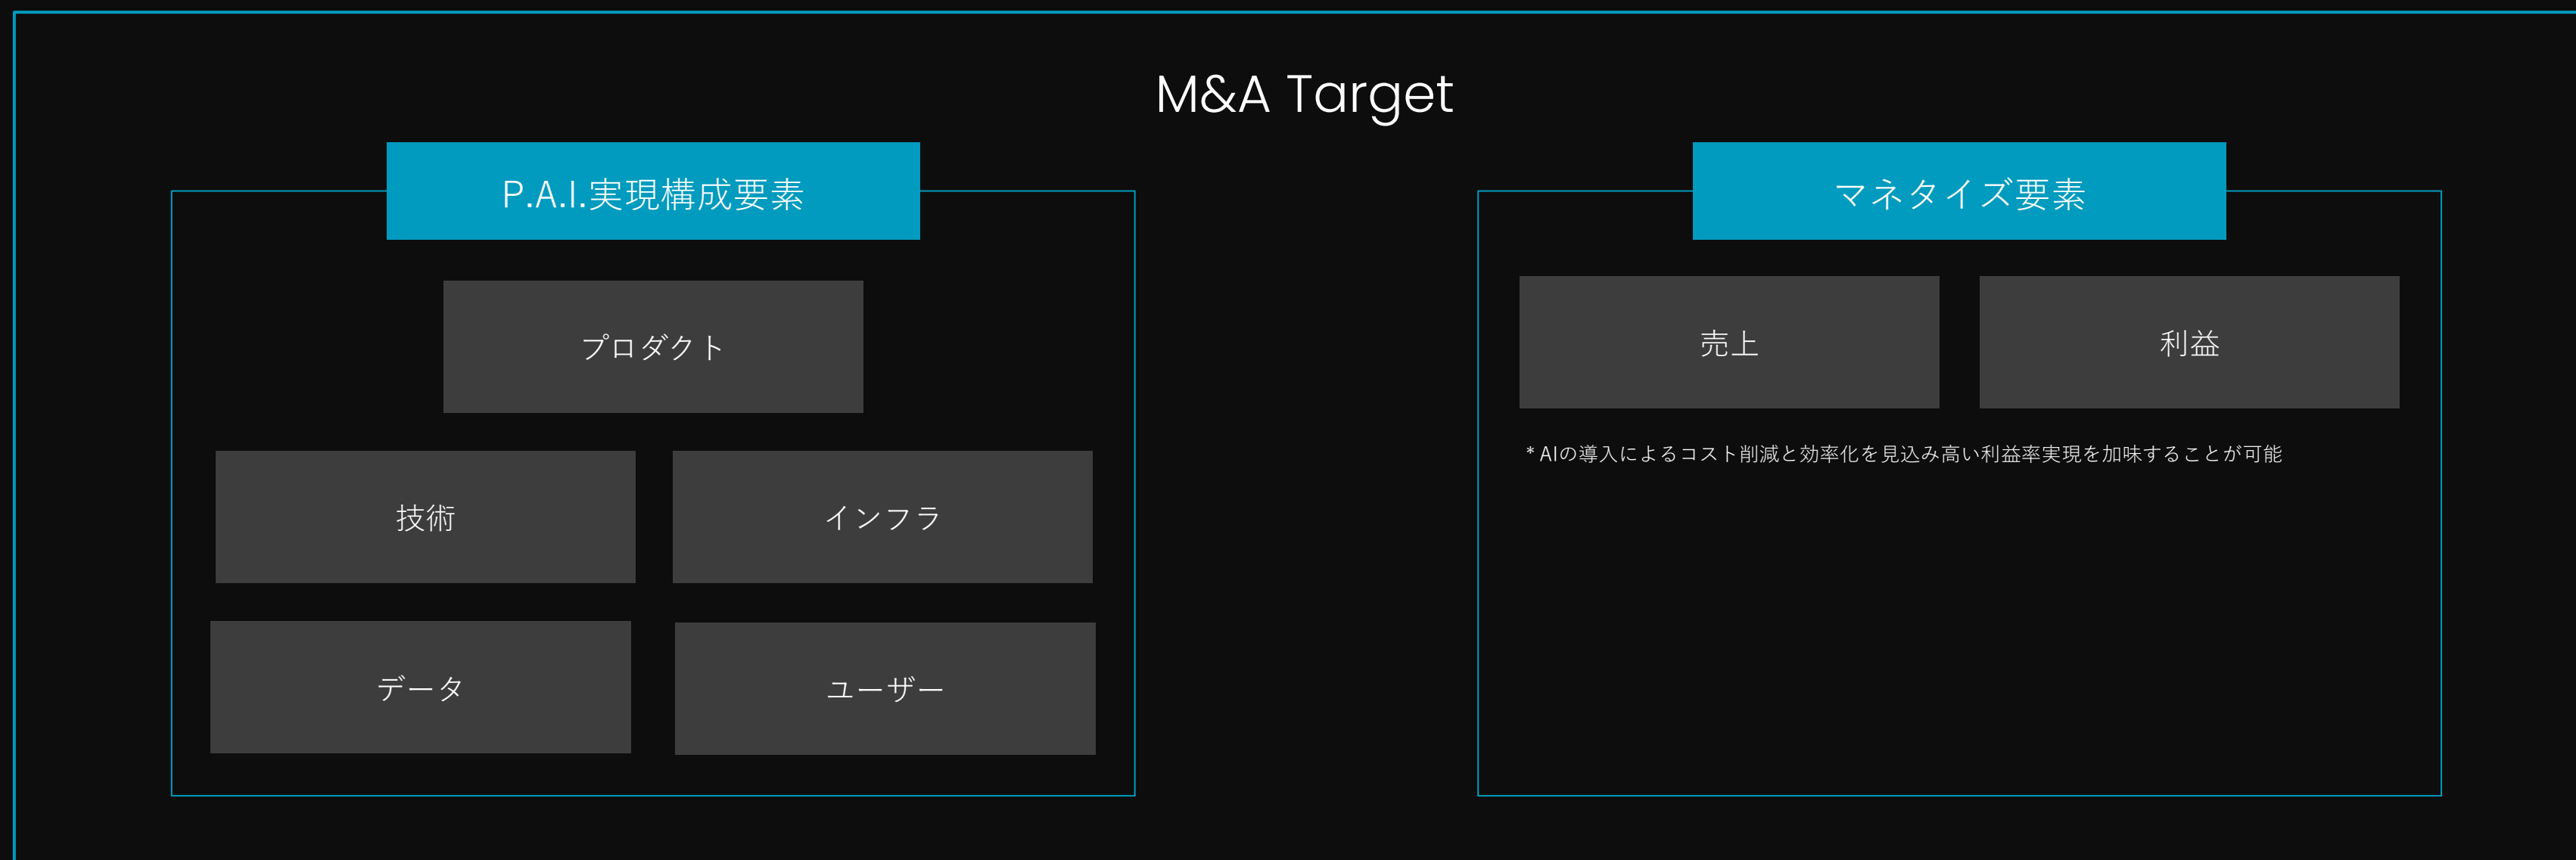 M&A Target
P.A.I.実現構成要素
プロダクト
技術
インフラ
データ
ユーザー
マネタイズ要素
売上
利益
* AIの導入によるコスト削減と効率化を見込み高い利益率実現を加味することが可能